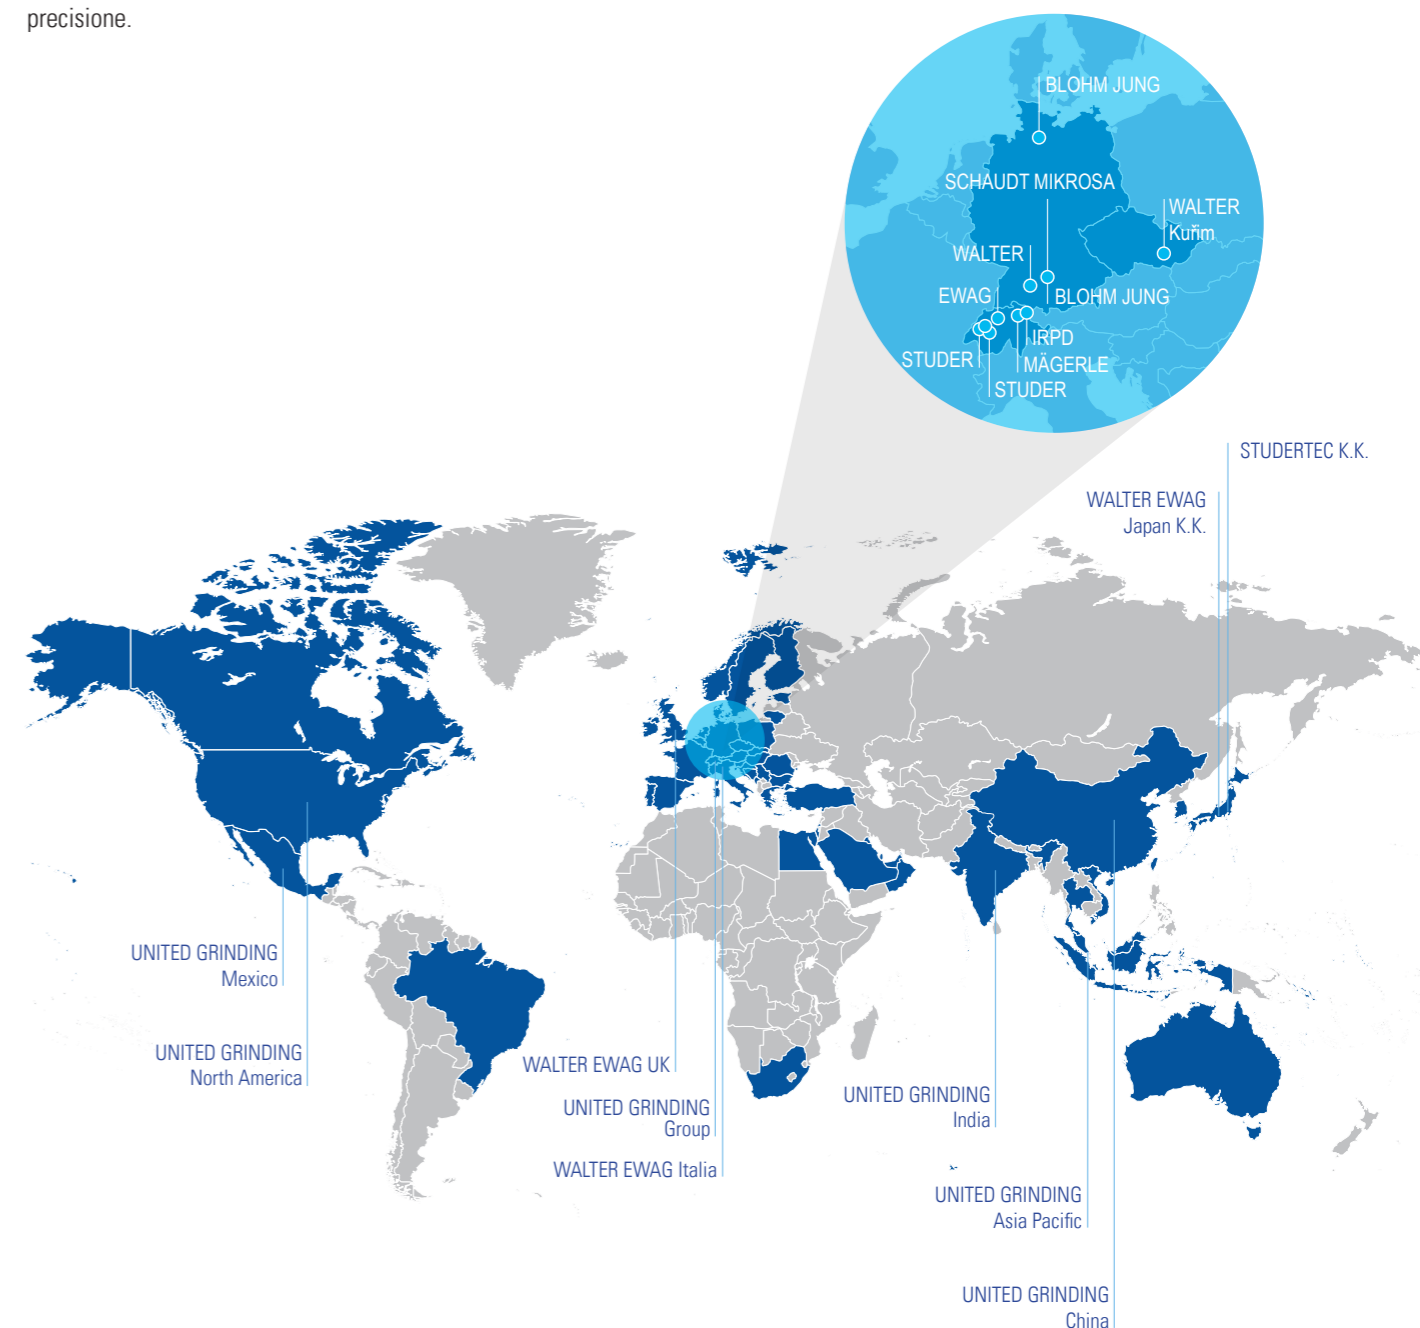 precisione.
BLOHM JUNG
SCHAUDT MIKROSA
WALTER
Kuřim
WALTER
EWAG
BLOHM JUNG
IRPD
STUDER
MÄGERLE
STUDER
STUDERTEC K.K.
WALTER EWAG
Japan K.K.
UNITED GRINDING
Mexico
UNITED GRINDING
North America
WALTER EWAG UK
UNITED GRINDING
Group
WALTER EWAG Italia
UNITED GRINDING
India
UNITED GRINDING
Asia Pacific
UNITED GRINDING
China